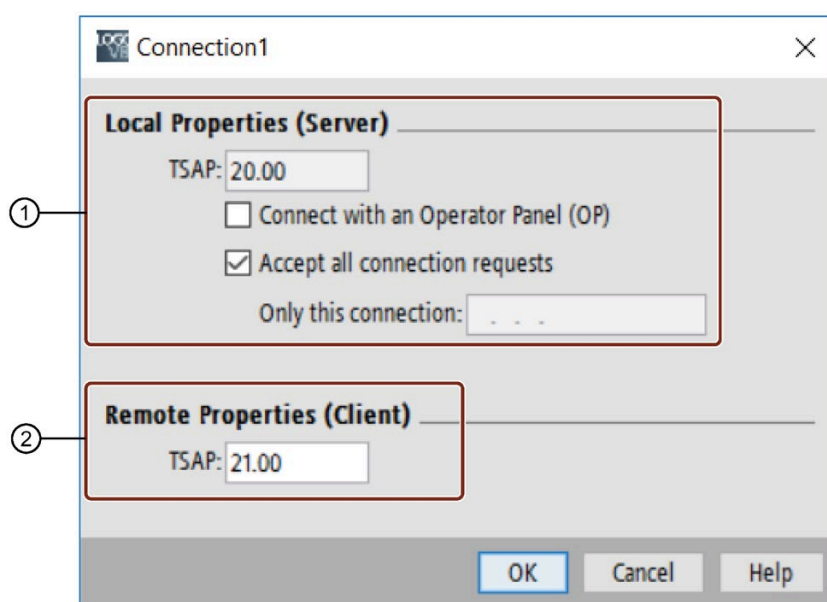 Connection1
Local Properties (Server)
TSAP: 20.00
Connect with an Operator Panel (OP)
Accept all connection requests
Only this connection: . . .
1
Remote Properties (Client)
TSAP: 21.00
2
OK Cancel Help